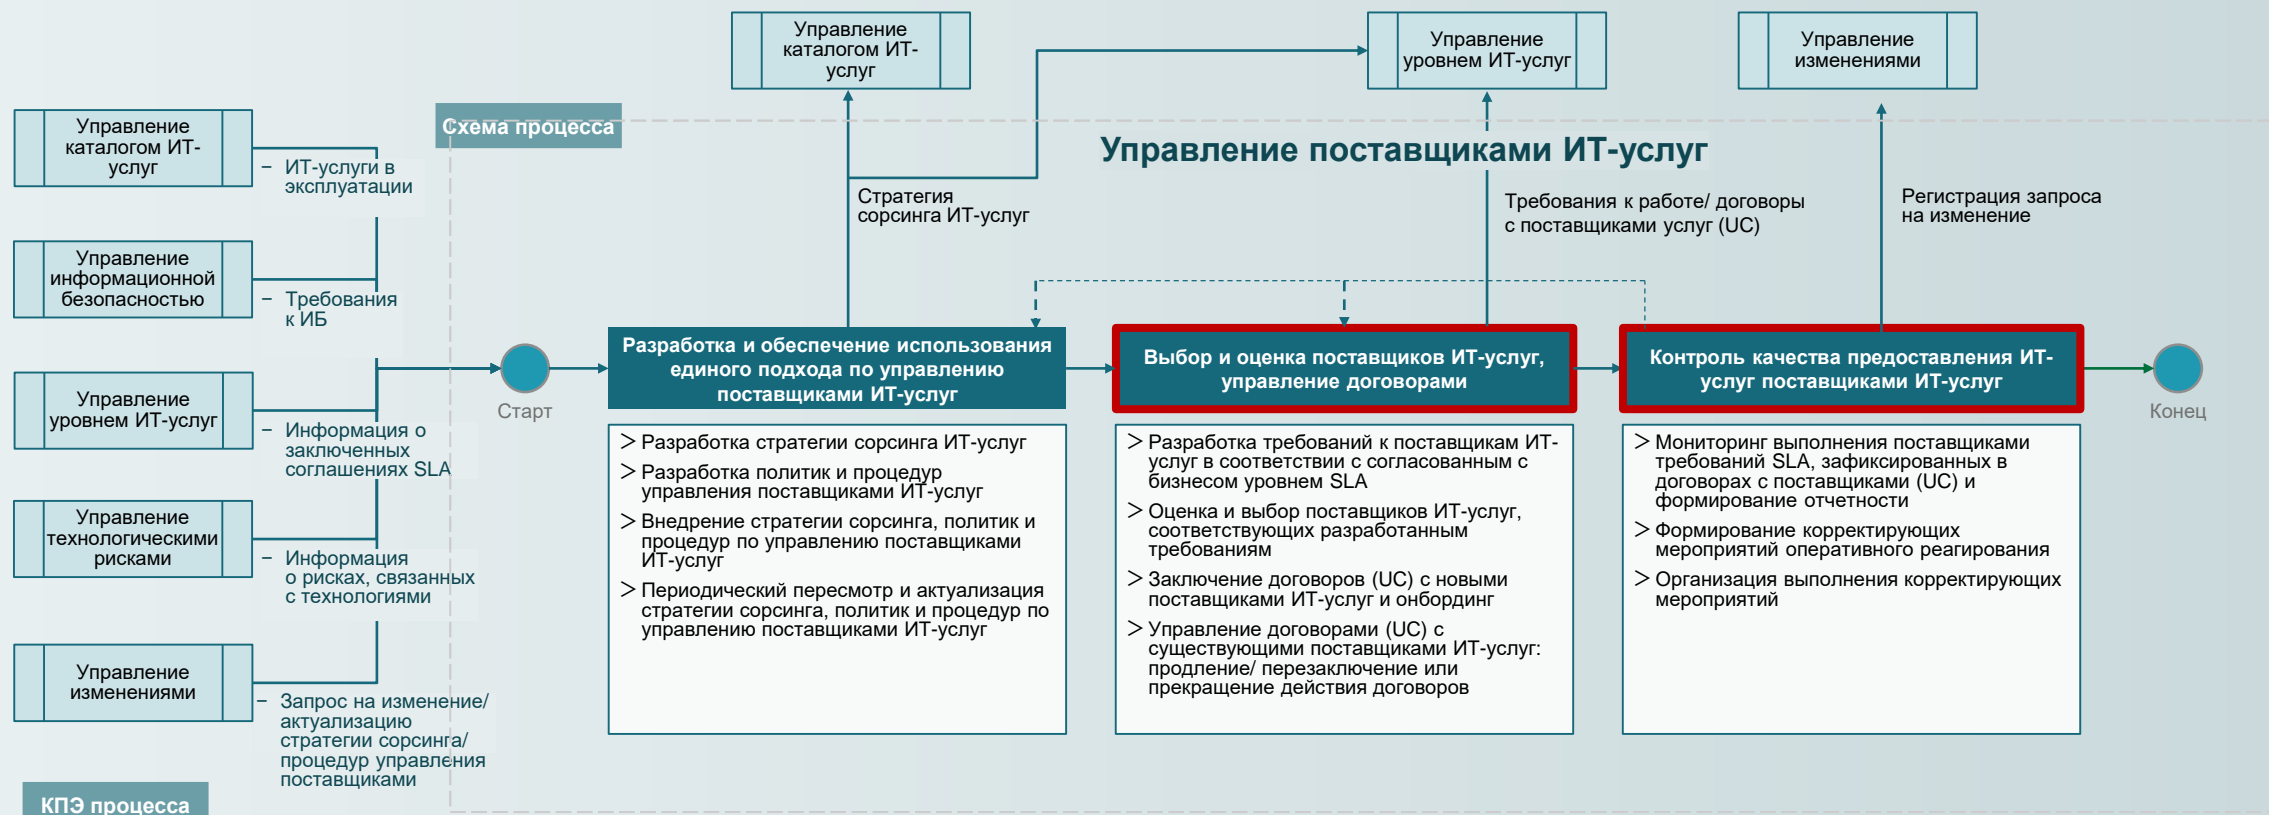 Управление
каталогом ИТ-
услуг
Управление
уровнем ИТ-услуг
Управление
изменениями
Схема процесса
Управление поставщиками ИТ-услуг
Управление
каталогом ИТ-
услуг
− ИТ-услуги в
эксплуатации
Управление
информационной
безопасностью
− Требования
к ИБ
Управление
уровнем ИТ-услуг
− Информация о
заключенных
соглашениях SLA
Управление
технологическими
рисками
− Информация
о рисках, связанных
с технологиями
Управление
изменениями
− Запрос на изменение/
актуализацию
стратегии сорсинга/
процедур управления
поставщиками
Стратегия
сорсинга ИТ-услуг
Требования к работе/ договоры
с поставщиками услуг (UC)
Регистрация запроса
на изменение
Старт
Разработка и обеспечение использования
единого подхода по управлению
поставщиками ИТ-услуг
> Разработка стратегии сорсинга ИТ-услуг
> Разработка политик и процедур
управления поставщиками ИТ-услуг
> Внедрение стратегии сорсинга, политик и
процедур по управлению поставщиками
ИТ-услуг
> Периодический пересмотр и актуализация
стратегии сорсинга, политик и процедур по
управлению поставщиками ИТ-услуг
Выбор и оценка поставщиков ИТ-услуг,
управление договорами
> Разработка требований к поставщикам ИТ-
услуг в соответствии с согласованным с
бизнесом уровнем SLA
> Оценка и выбор поставщиков ИТ-услуг,
соответствующих разработанным
требованиям
> Заключение договоров (UC) с новыми
поставщиками ИТ-услуг и онбординг
> Управление договорами (UC) с
существующими поставщиками ИТ-услуг:
продление/ перезаключение или
прекращение действия договоров
Контроль качества предоставления ИТ-
услуг поставщиками ИТ-услуг
> Мониторинг выполнения поставщиками
требований SLA, зафиксированных в
договорах с поставщиками (UC) и
формирование отчетности
> Формирование корректирующих
мероприятий оперативного реагирования
> Организация выполнения корректирующих
мероприятий
Конец
КПЭ процесса